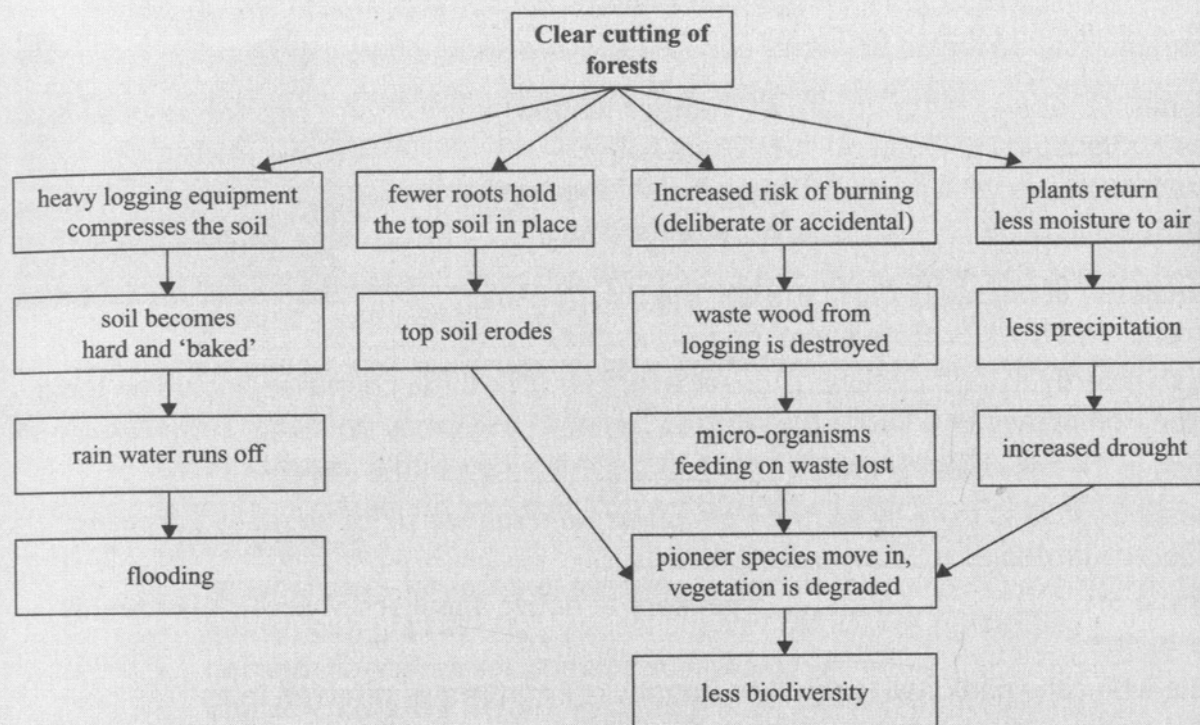 Clear cutting of
forests
heavy logging equipment
compresses the soil
fewer roots hold
the top soil in place
Increased risk of burning
(deliberate or accidental)
plants return
less moisture to air
soil becomes
hard and ‘baked’
top soil erodes
waste wood from
logging is destroyed
less precipitation
rain water runs off
micro-organisms
feeding on waste lost
increased drought
flooding
pioneer species move in,
vegetation is degraded
less biodiversity